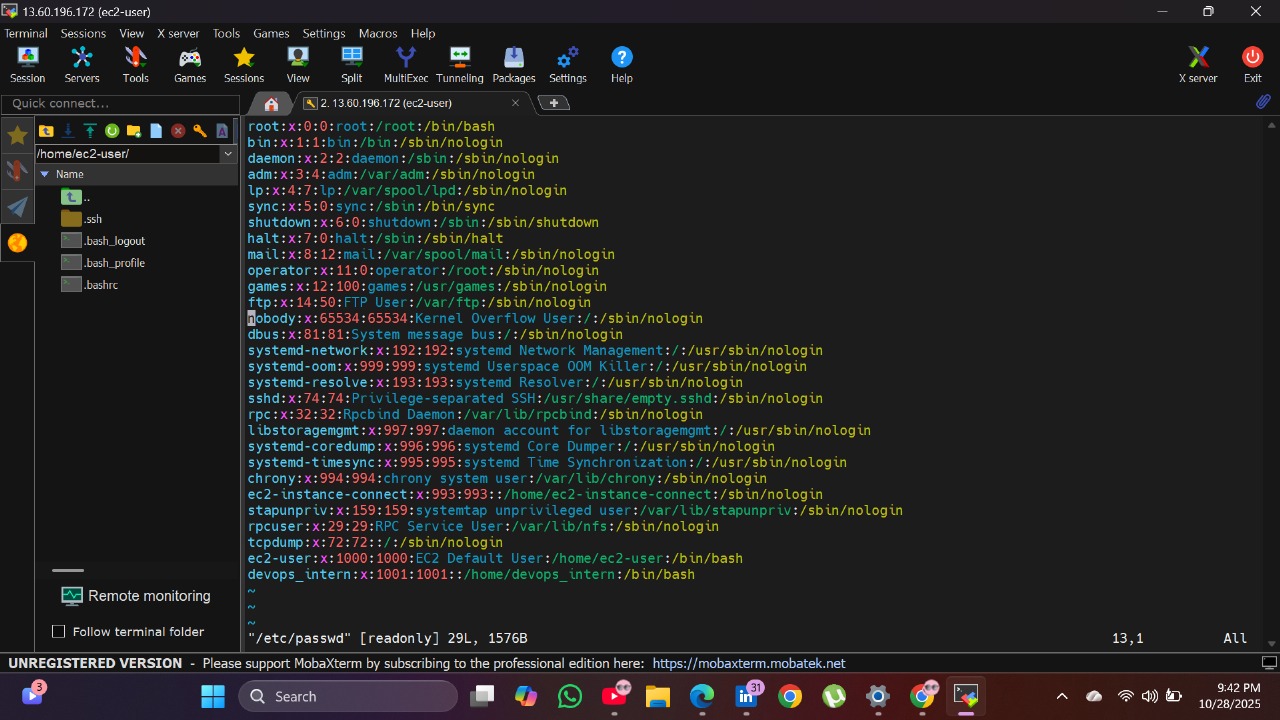 13.60.196.172 (ec2-user)
Terminal Sessions View X server Tools Games Settings Macros Help
Session Servers Tools Games Sessions View Split MultiExec Tunneling Packages Settings Help X server Exit
Quick connect...
2. 13.60.196.172 (ec2-user)
/home/ec2-user/
Name
..
.ssh
.bash_logout
.bash_profile
.bashrc
root:x:0:0:root:/root:/bin/bash
bin:x:1:1:bin:/bin:/sbin/nologin
daemon:x:2:2:daemon:/sbin:/sbin/nologin
adm:x:3:4:adm:/var/adm:/sbin/nologin
lp:x:4:7:lp:/var/spool/lpd:/sbin/nologin
sync:x:5:0:sync:/sbin:/bin/sync
shutdown:x:6:0:shutdown:/sbin:/sbin/shutdown
halt:x:7:0:halt:/sbin:/sbin/halt
mail:x:8:12:mail:/var/spool/mail:/sbin/nologin
operator:x:11:0:operator:/root:/sbin/nologin
games:x:12:100:games:/usr/games:/sbin/nologin
ftp:x:14:50:FTP User:/var/ftp:/sbin/nologin
nobody:x:65534:65534:Kernel Overflow User:/:/sbin/nologin
dbus:x:81:81:System message bus:/:/sbin/nologin
systemd-network:x:192:192:systemd Network Management:/:/usr/sbin/nologin
systemd-oom:x:999:999:systemd Userspace OOM Killer:/:/usr/sbin/nologin
systemd-resolve:x:193:193:systemd Resolver:/:/usr/sbin/nologin
sshd:x:74:74:Privilege-separated SSH:/usr/share/empty.sshd:/sbin/nologin
rpc:x:32:32:Rpcbind Daemon:/var/lib/rpcbind:/sbin/nologin
libstoragemgmt:x:997:997:daemon account for libstoragemgmt:/:/usr/sbin/nologin
systemd-coredump:x:996:996:systemd Core Dumper:/:/usr/sbin/nologin
systemd-timesync:x:995:995:systemd Time Synchronization:/:/usr/sbin/nologin
chrony:x:994:994:chrony system user:/var/lib/chrony:/sbin/nologin
ec2-instance-connect:x:993:993::/home/ec2-instance-connect:/sbin/nologin
stapunpriv:x:159:159:systemtap unprivileged user:/var/lib/stapunpriv:/sbin/nologin
rpcuser:x:29:29:RPC Service User:/var/lib/nfs:/sbin/nologin
tcpdump:x:72:72::/:/sbin/nologin
ec2-user:x:1000:1000:EC2 Default User:/home/ec2-user:/bin/bash
devops_intern:x:1001:1001::/home/devops_intern:/bin/bash
~
~
~
"/etc/passwd" [readonly] 29L, 1576B 13,1 All
Remote monitoring
Follow terminal folder
UNREGISTERED VERSION - Please support MobaXterm by subscribing to the professional edition here: https://mobaxterm.mobatek.net
3
Search
31
9:42 PM
10/28/2025